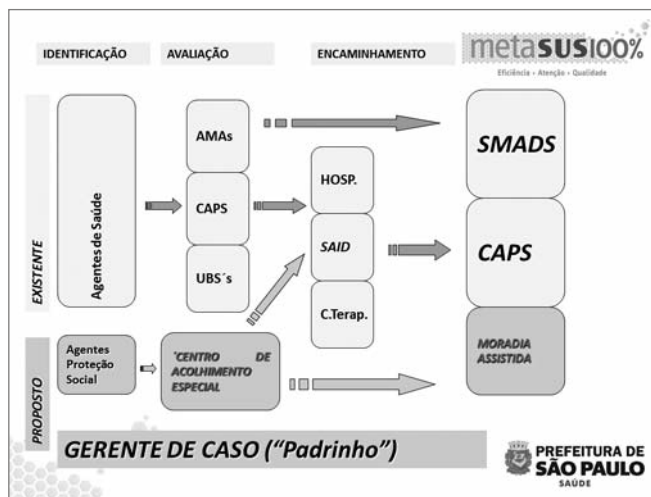 IDENTIFICAÇÃO
AVALIAÇÃO
ENCAMINHAMENTO
metaSUS100%
Eficiência • Atenção • Qualidade
EXISTENTE
Agentes de Saúde
AMAs
CAPS
UBS´s
HOSP.
SAID
C.Terap.
SMADS
CAPS
PROPOSTO
Agentes
Proteção
Social
´CENTRO DE
ACOLHIMENTO
ESPECIAL
MORADIA
ASSISTIDA
GERENTE DE CASO (“Padrinho”)
PREFEITURA DE
SÃO PAULO
SAÚDE